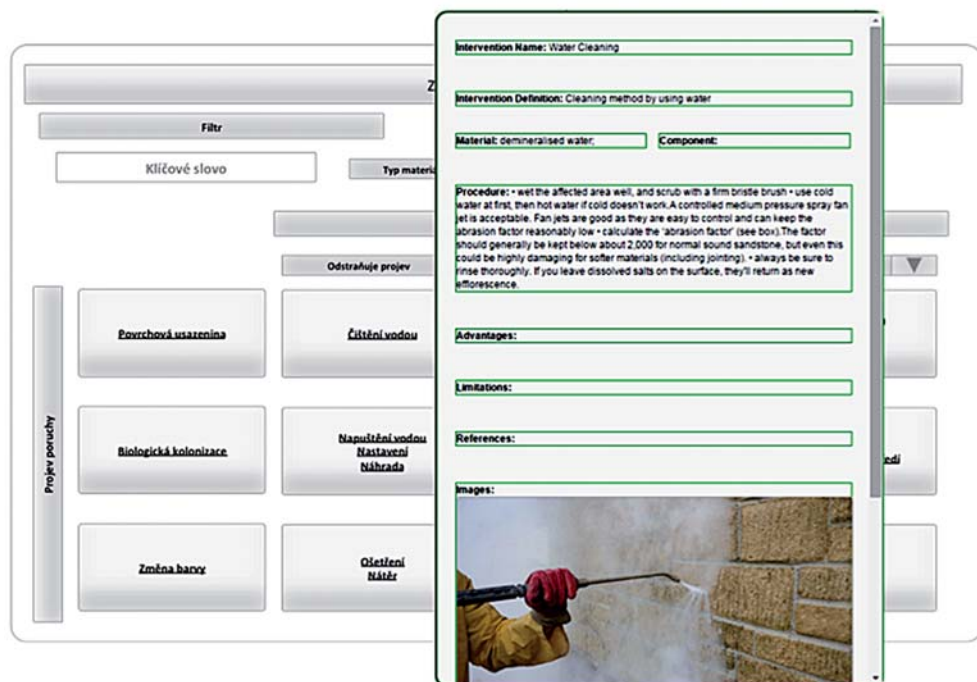 Z
Filtr
Klíčové slovo
Typ materiá
Odstraňuje projev
▼
Projev poruchy
Povrchová usazenina
Čištění vodou
Biologická kolonizace
Napuštění vodou
Nastavení
Náhrada
edí
Změna barvy
Ošetření
Nátěr
Intervention Name: Water Cleaning
Intervention Definition: Cleaning method by using water
Material: demineralised water;
Component:
Procedure: • wet the affected area well, and scrub with a firm bristle brush • use cold
water at first, then hot water if cold doesn't work.A controlled medium pressure spray fan
jet is acceptable. Fan jets are good as they are easy to control and can keep the
abrasion factor reasonably low • calculate the 'abrasion factor' (see box).The factor
should generally be kept below about 2,000 for normal sound sandstone, but even this
could be highly damaging for softer materials (including jointing). • always be sure to
rinse thoroughly. If you leave dissolved salts on the surface, they'll return as new
efflorescence.
Advantages:
Limitations:
References:
Images: